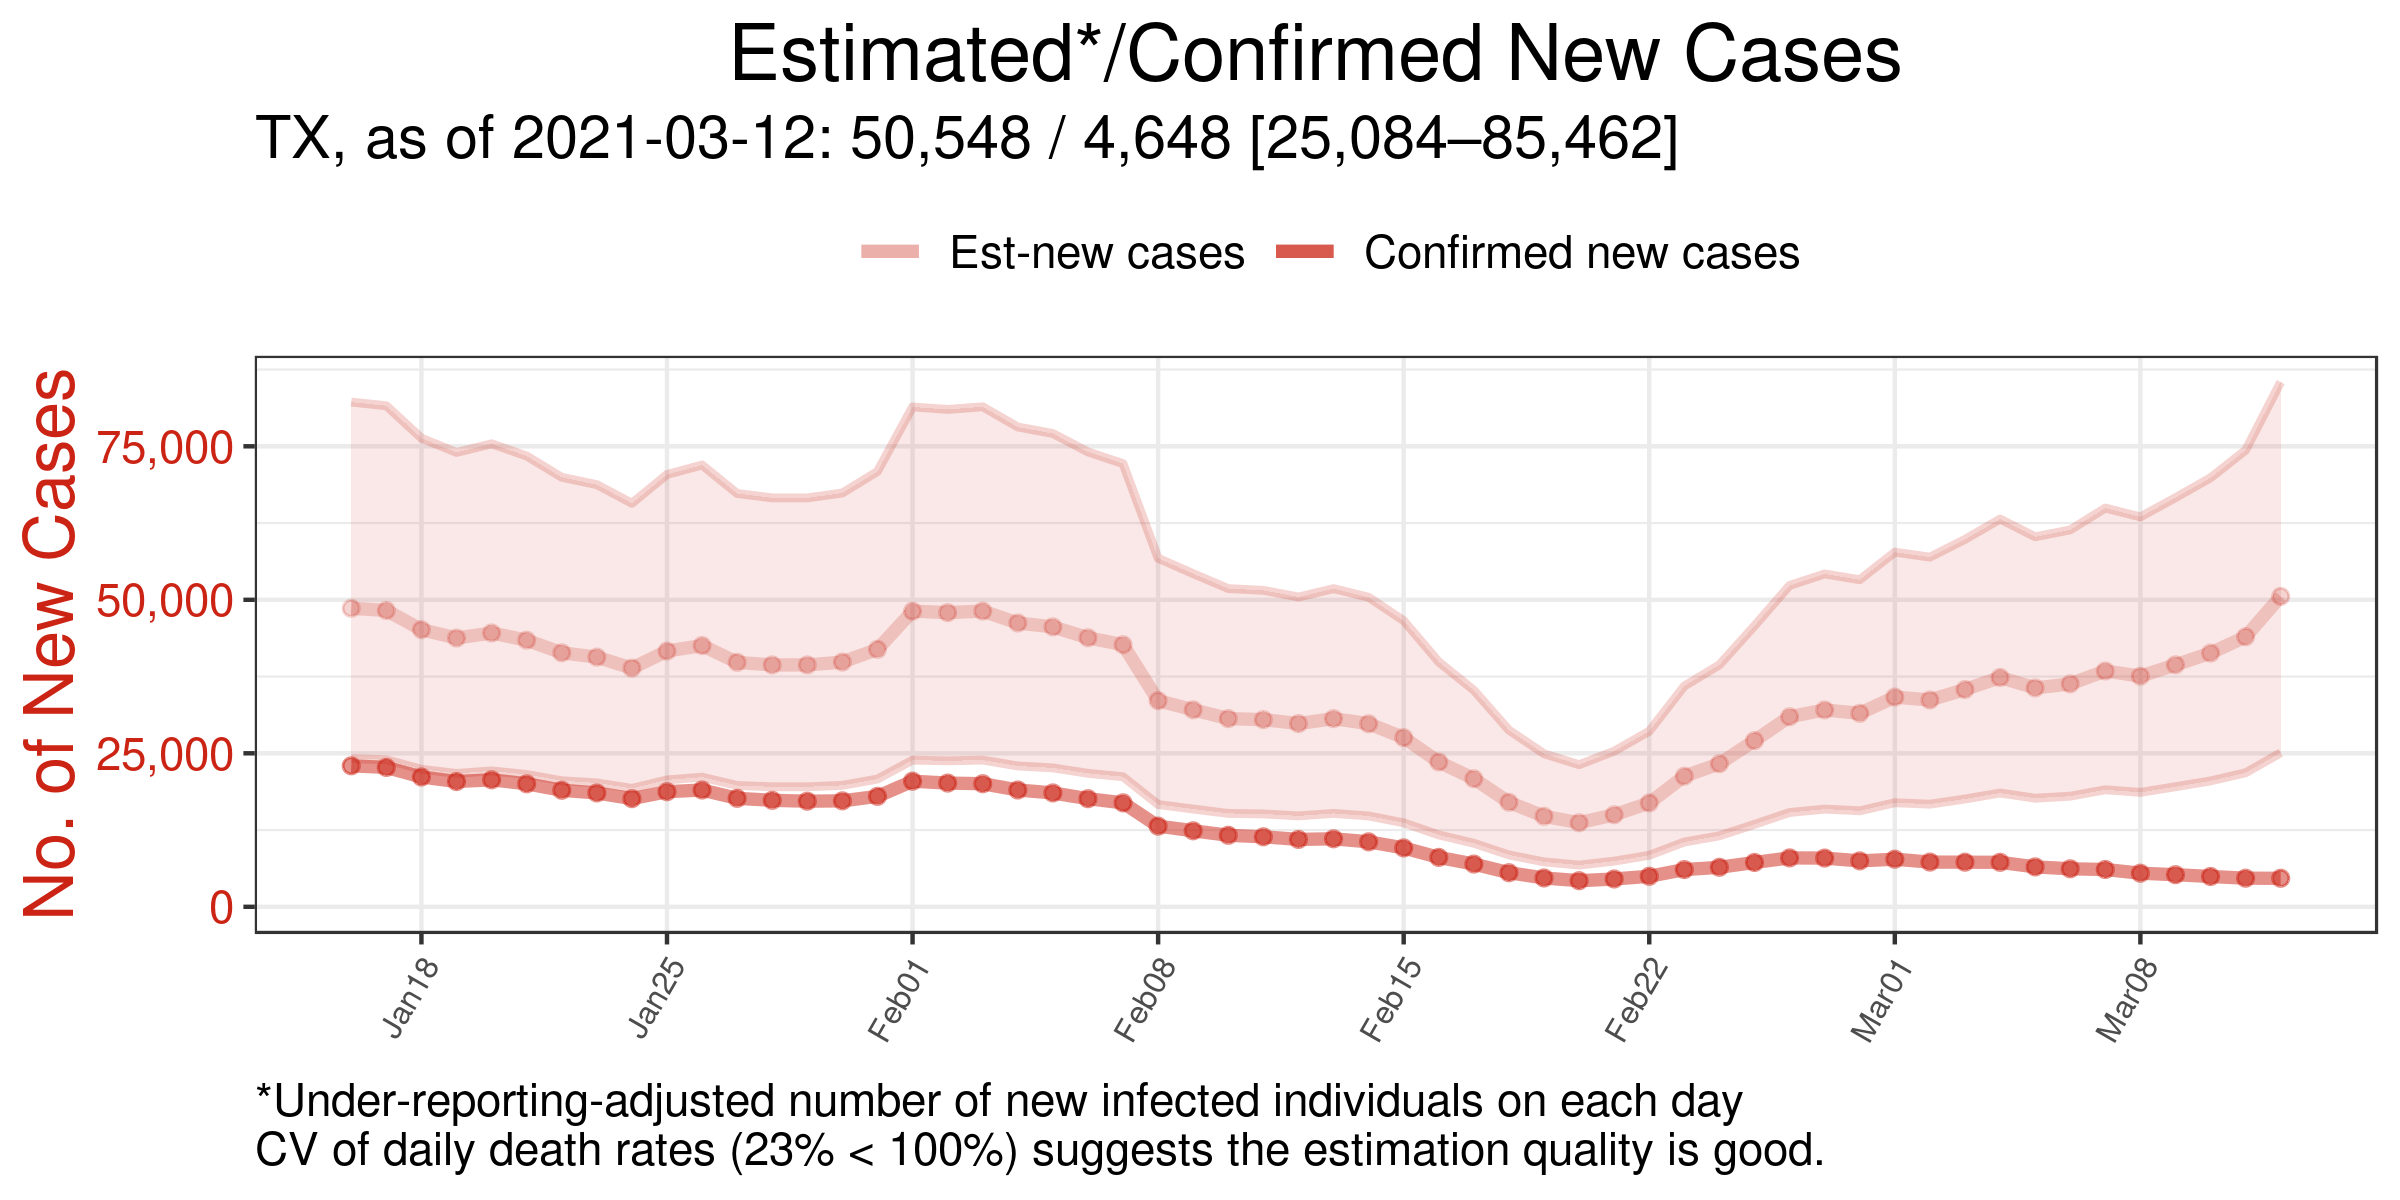 Estimated*/Confirmed New Cases
TX, as of 2021-03-12: 50,548 / 4,648 [25,084–85,462]
Est-new cases
Confirmed new cases
No. of New Cases
75,000
50,000
25,000
0
Jan18
Jan25
Feb01
Feb08
Feb15
Feb22
Mar01
Mar08
*Under-reporting-adjusted number of new infected individuals on each day
CV of daily death rates (23% < 100%) suggests the estimation quality is good.